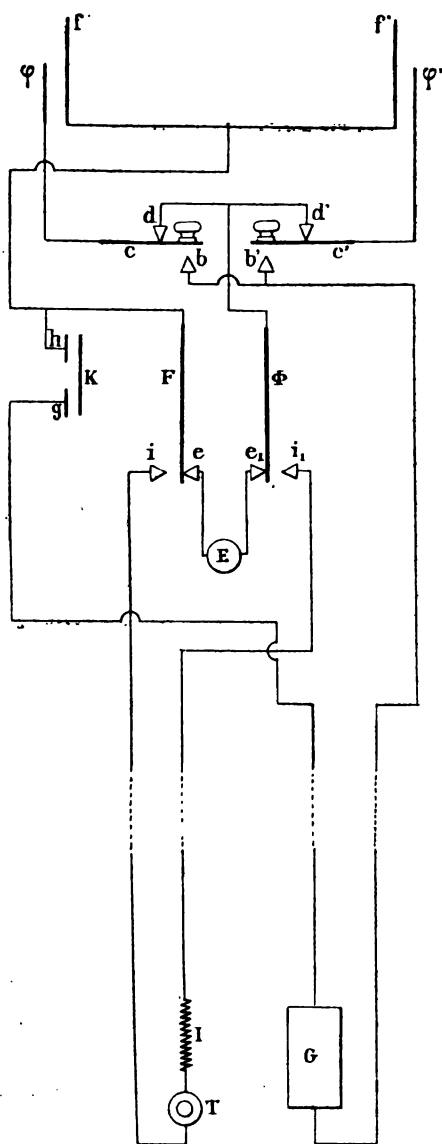 f f'
φ φ'
d d'
c b b' c'
h K F Φ
g
i e e₁ i₁
E
I G
T